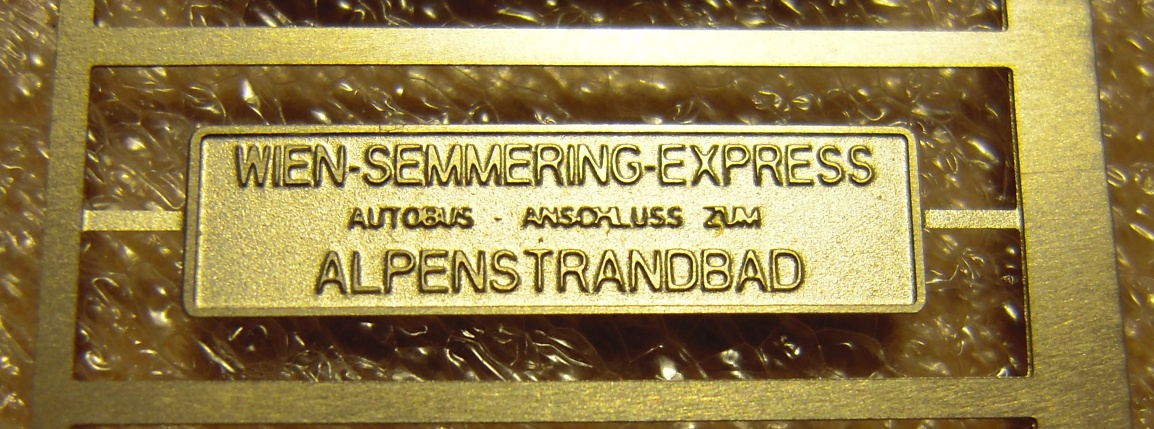 WIEN-SEMMERING-EXPRESS
AUTOBUS - ANSCHLUSS ZUM
ALPENSTRANDBAD